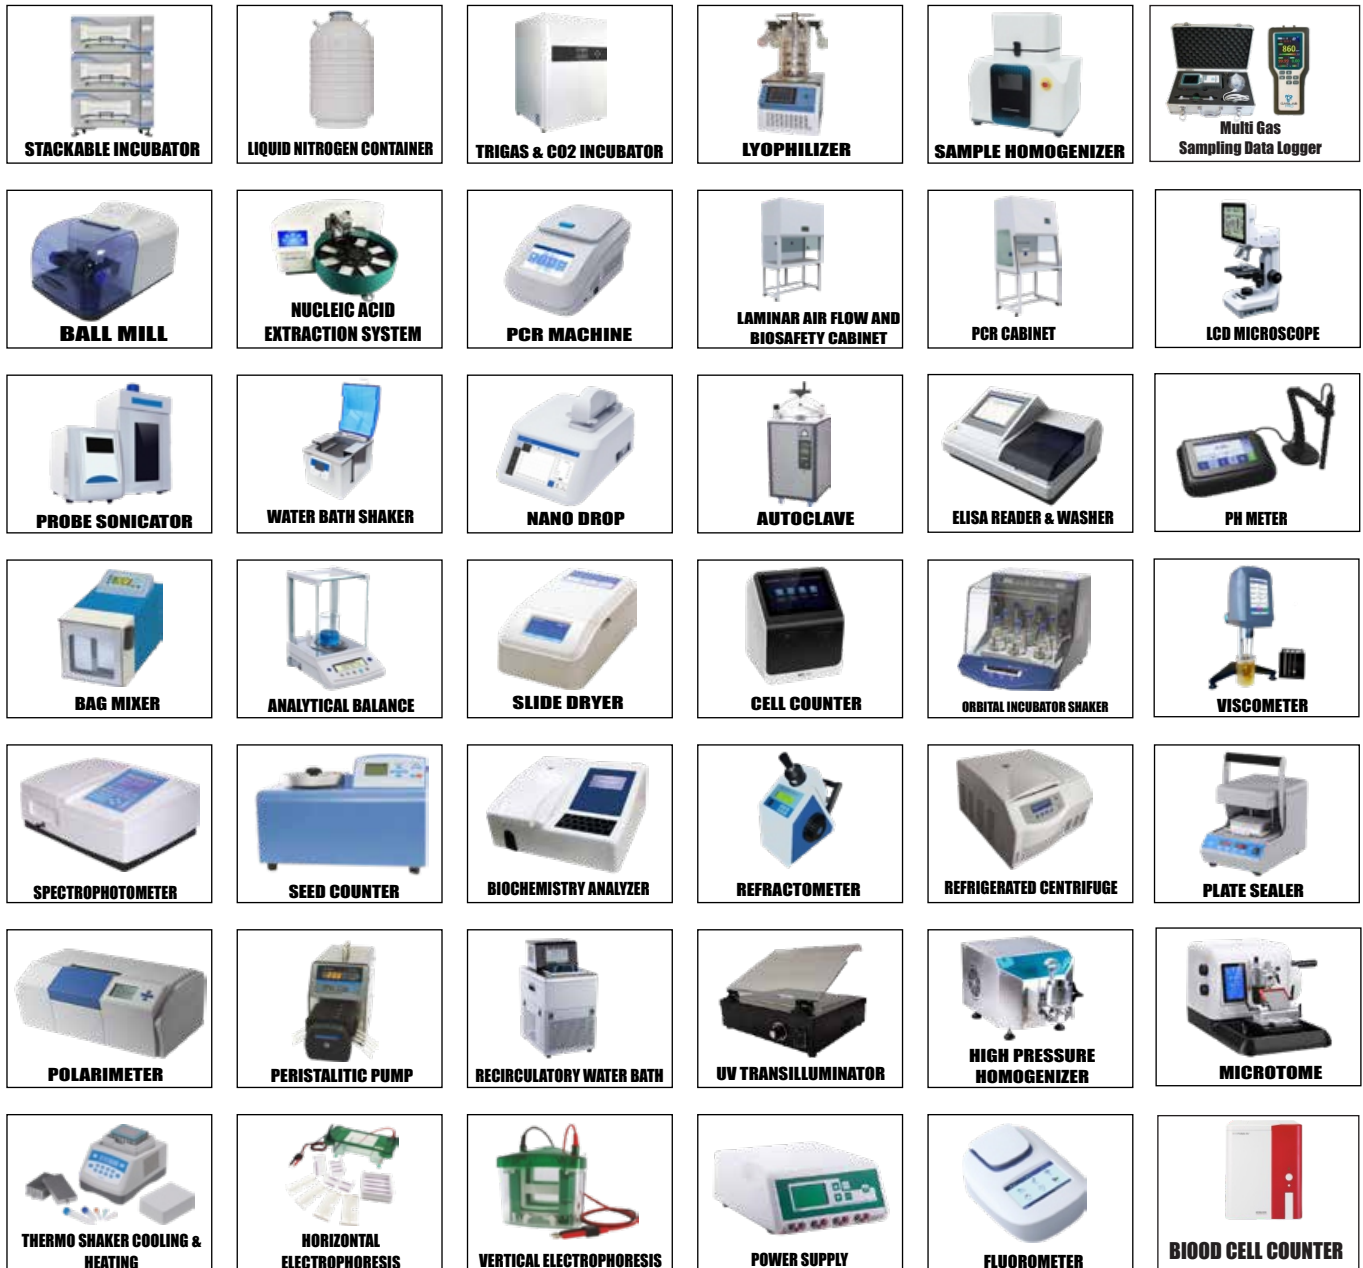 STACKABLE INCUBATOR
LIQUID NITROGEN CONTAINER
TRIGAS & CO2 INCUBATOR
LYOPHILIZER
SAMPLE HOMOGENIZER
860
Multi Gas
Sampling Data Logger
BALL MILL
NUCLEIC ACID
EXTRACTION SYSTEM
PCR MACHINE
LAMINAR AIR FLOW AND
BIOSAFETY CABINET
PCR CABINET
LCD MICROSCOPE
PROBE SONICATOR
WATER BATH SHAKER
NANO DROP
AUTOCLAVE
ELISA READER & WASHER
PH METER
BAG MIXER
ANALYTICAL BALANCE
SLIDE DRYER
CELL COUNTER
ORBITAL INCUBATOR SHAKER
VISCOMETER
SPECTROPHOTOMETER
SEED COUNTER
BIOCHEMISTRY ANALYZER
REFRACTOMETER
REFRIGERATED CENTRIFUGE
PLATE SEALER
POLARIMETER
PERISTALITIC PUMP
RECIRCULATORY WATER BATH
UV TRANSILLUMINATOR
HIGH PRESSURE
HOMOGENIZER
MICROTOME
THERMO SHAKER COOLING &
HEATING
HORIZONTAL
ELECTROPHORESIS
VERTICAL ELECTROPHORESIS
POWER SUPPLY
FLUOROMETER
BIOOD CELL COUNTER